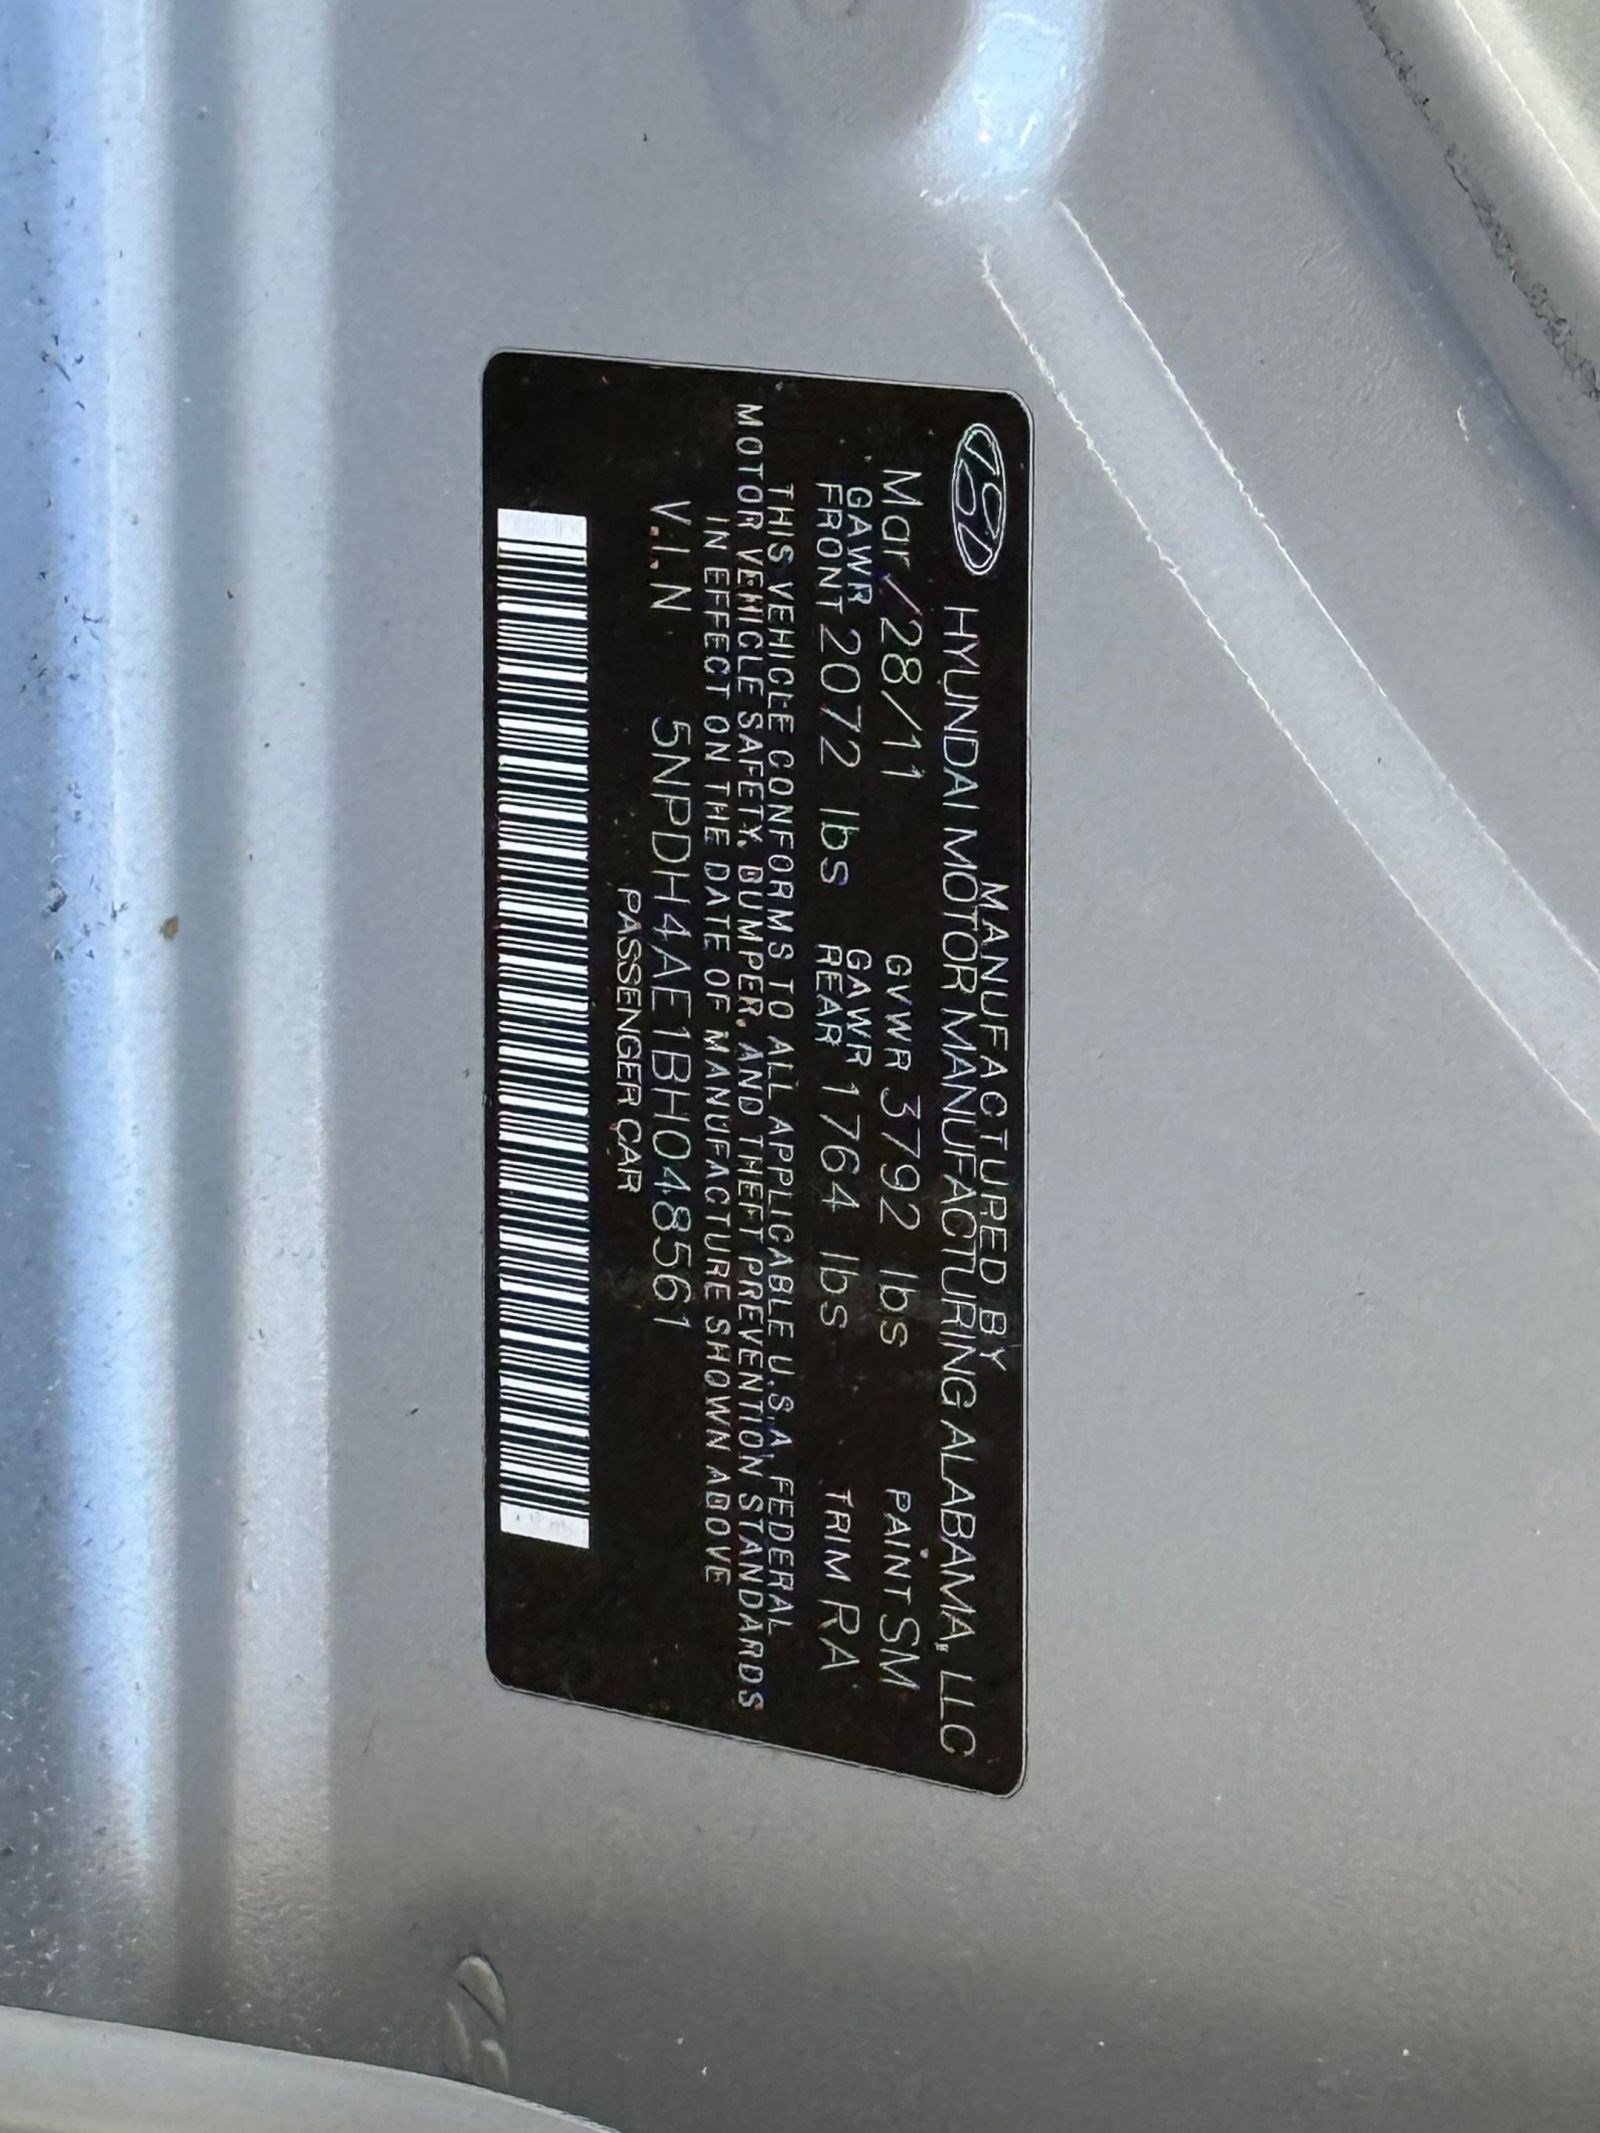 MANUFACTURED BY
HYUNDAI MOTOR MANUFACTURING ALABAMA, LLC
Mar/28/11 GVWR 3792 lbs PAINT SM
GAWR FRONT 2072 lbs GAWR REAR 1764 lbs TRIM RA
THIS VEHICLE CONFORMS TO ALL APPLICABLE U.S.A. FEDERAL
MOTOR VEHICLE SAFETY, BUMPER, AND THEFT PREVENTION STANDARDS
IN EFFECT ON THE DATE OF MANUFACTURE SHOWN ABOVE
V.I.N 5NPDH4AE1BH048561
PASSENGER CAR